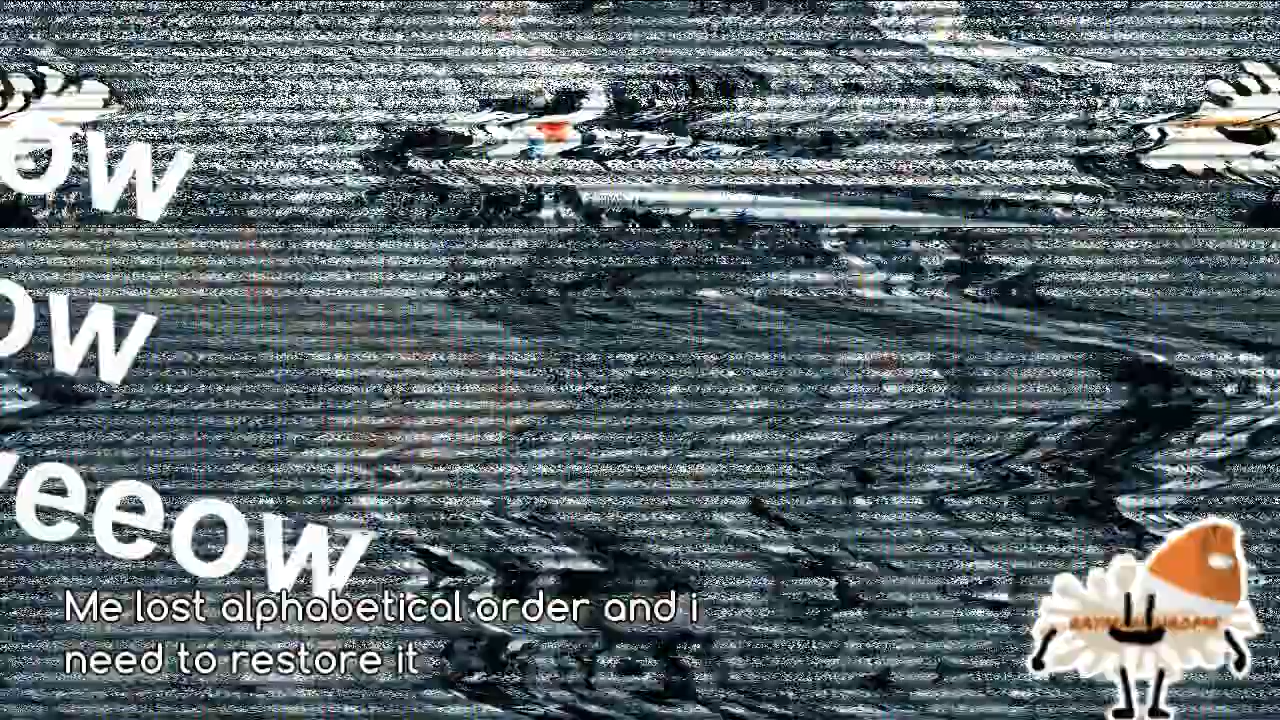 ow
ow
eeow
Me lost alphabetical order and i
need to restore it